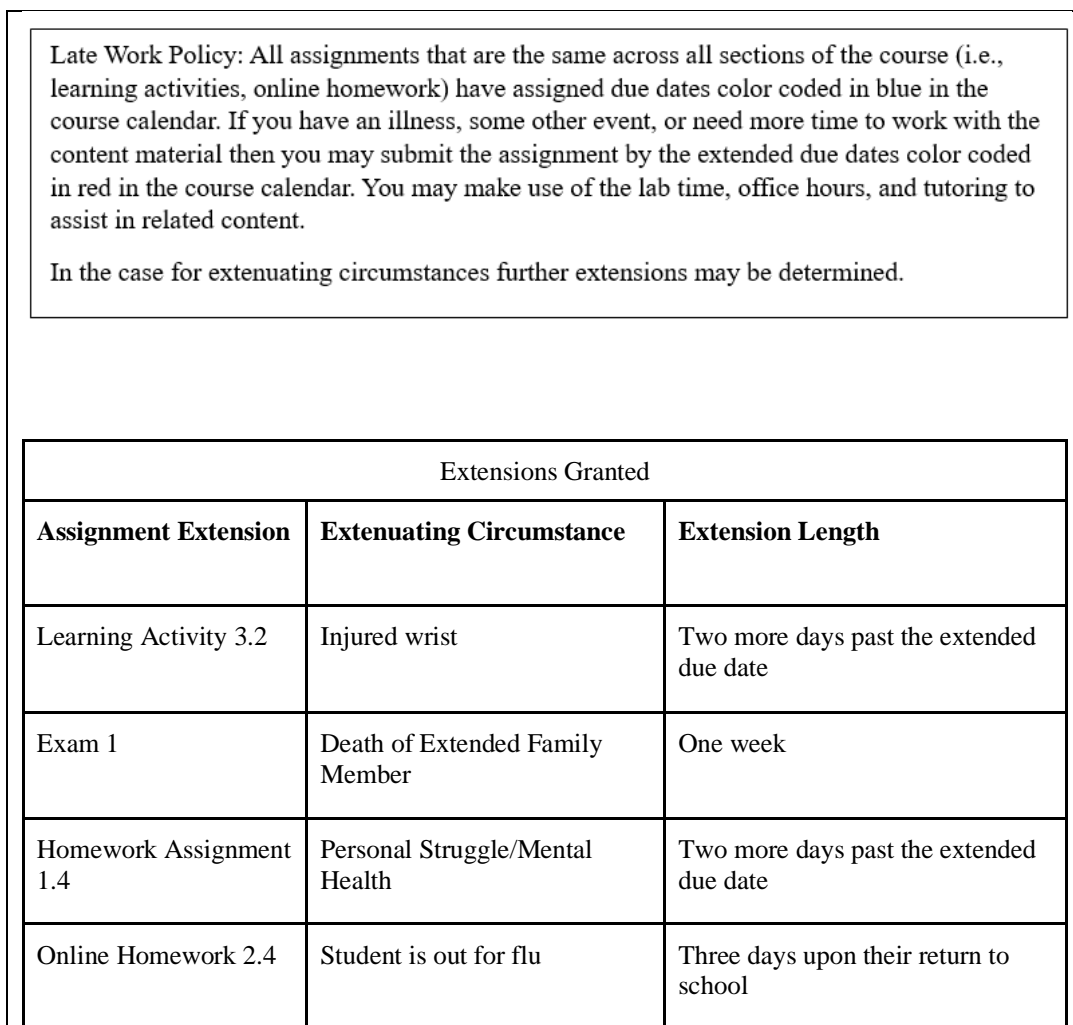 Late Work Policy: All assignments that are the same across all sections of the course (i.e.,
learning activities, online homework) have assigned due dates color coded in blue in the
course calendar. If you have an illness, some other event, or need more time to work with the
content material then you may submit the assignment by the extended due dates color coded
in red in the course calendar. You may make use of the lab time, office hours, and tutoring to
assist in related content.
In the case for extenuating circumstances further extensions may be determined.
Extensions Granted
Assignment Extension Extenuating Circumstance Extension Length
Learning Activity 3.2 Injured wrist Two more days past the extended
due date
Exam 1 Death of Extended Family One week
Member
Homework Assignment Personal Struggle/Mental Two more days past the extended
1.4 Health due date
Online Homework 2.4 Student is out for flu Three days upon their return to
school